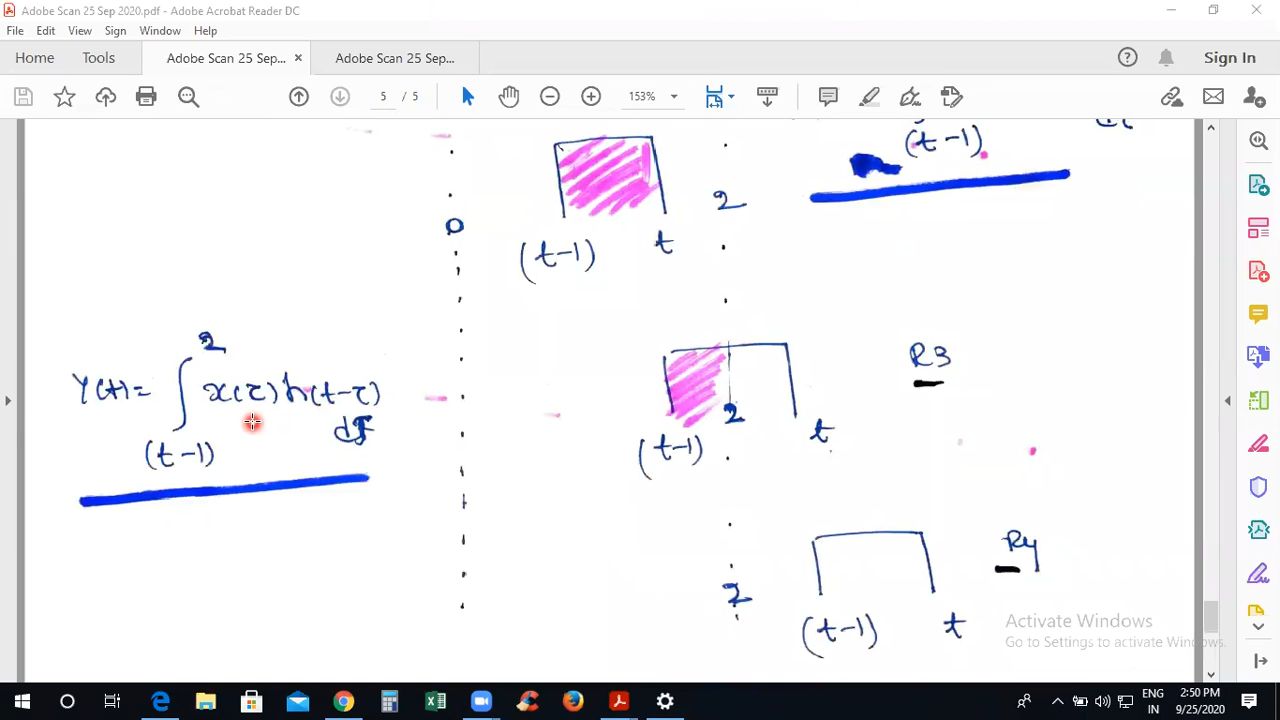 Adobe Scan 25 Sep 2020.pdf - Adobe Acrobat Reader DC
File Edit View Sign Window Help
Home Tools Adobe Scan 25 Sep... × Adobe Scan 25 Sep... Sign In
5 / 5 153%
(t-1)
2
0
(t-1) t
2
Y(t)= ∫ x(τ)h(t-τ)
dτ
(t-1)
R3
2
(t-1) t
R4
2
(t-1) t
Activate Windows
Go to Settings to activate Windows.
ENG 2:50 PM
IN 9/25/2020